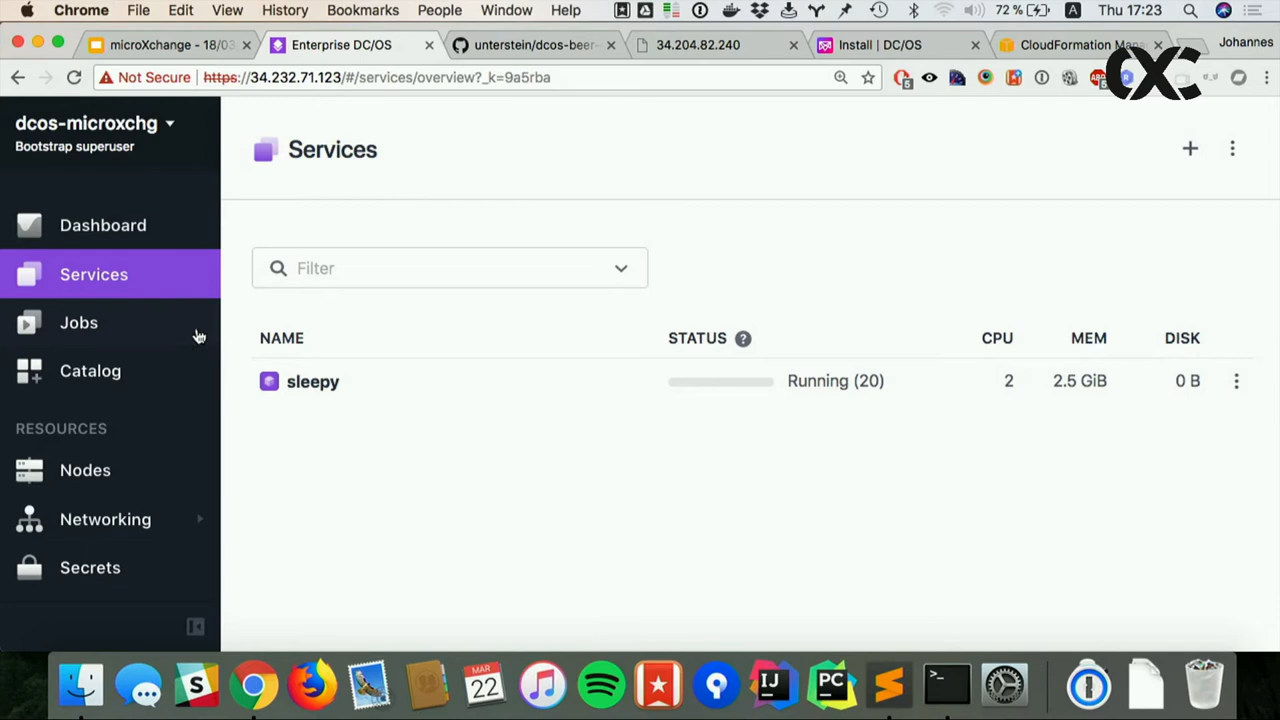 Chrome File Edit View History Bookmarks People Window Help 72 % A Thu 17:23
microXchange - 18/03 Enterprise DC/OS unterstein/dcos-beer- 34.204.82.240 Install | DC/OS CloudFormation Johannes
Not Secure https://34.232.71.123/#/services/overview?_k=9a5rba
dcos-microxchg
Bootstrap superuser
Dashboard
Services
Jobs
Catalog
RESOURCES
Nodes
Networking
Secrets
Services
Filter
NAME STATUS ? CPU MEM DISK
sleepy Running (20) 2 2.5 GiB 0 B
MAR
22
IJ
PC